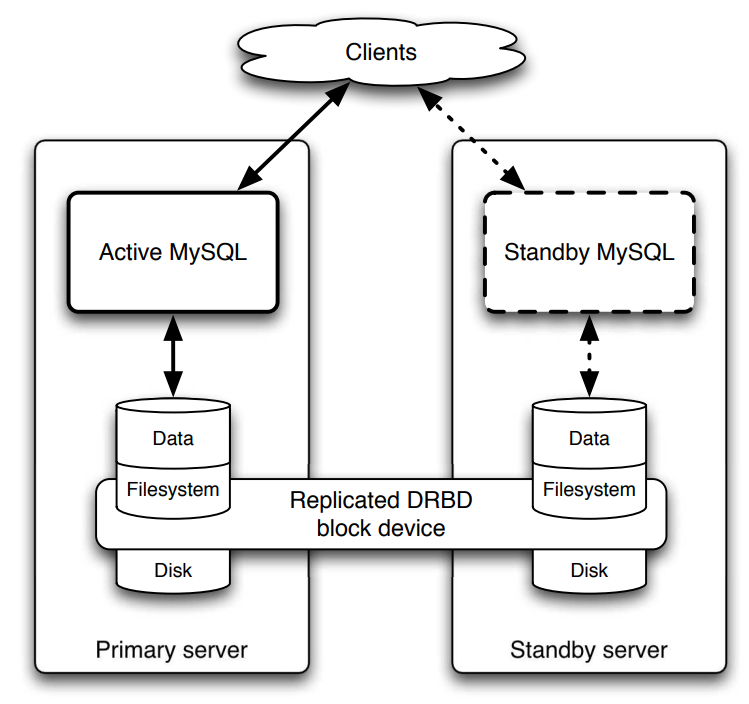 Clients
Active MySQL
Standby MySQL
Data
Data
Filesystem
Filesystem
Replicated DRBD
block device
Disk
Disk
Primary server
Standby server